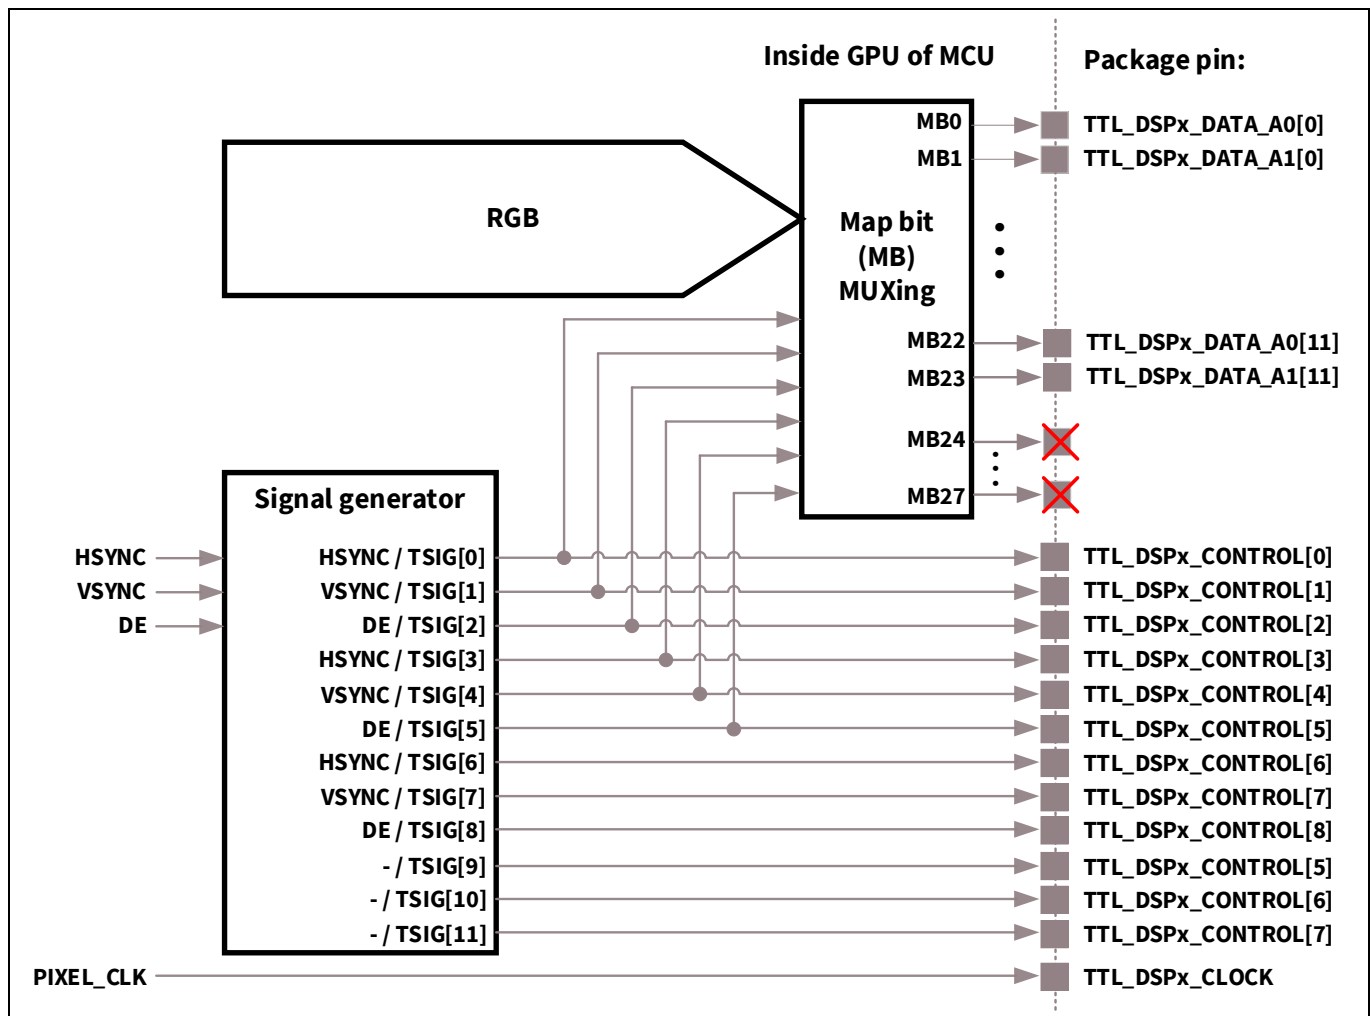 Inside GPU of MCU
Package pin:
MB0
TTL_DSPx_DATA_A0[0]
MB1
TTL_DSPx_DATA_A1[0]
RGB
Map bit
(MB)
MUXing
MB22
TTL_DSPx_DATA_A0[11]
MB23
TTL_DSPx_DATA_A1[11]
MB24
MB27
Signal generator
HSYNC
HSYNC / TSIG[0]
TTL_DSPx_CONTROL[0]
VSYNC
VSYNC / TSIG[1]
TTL_DSPx_CONTROL[1]
DE
DE / TSIG[2]
TTL_DSPx_CONTROL[2]
HSYNC / TSIG[3]
TTL_DSPx_CONTROL[3]
VSYNC / TSIG[4]
TTL_DSPx_CONTROL[4]
DE / TSIG[5]
TTL_DSPx_CONTROL[5]
HSYNC / TSIG[6]
TTL_DSPx_CONTROL[6]
VSYNC / TSIG[7]
TTL_DSPx_CONTROL[7]
DE / TSIG[8]
TTL_DSPx_CONTROL[8]
- / TSIG[9]
TTL_DSPx_CONTROL[5]
- / TSIG[10]
TTL_DSPx_CONTROL[6]
- / TSIG[11]
TTL_DSPx_CONTROL[7]
PIXEL_CLK
TTL_DSPx_CLOCK